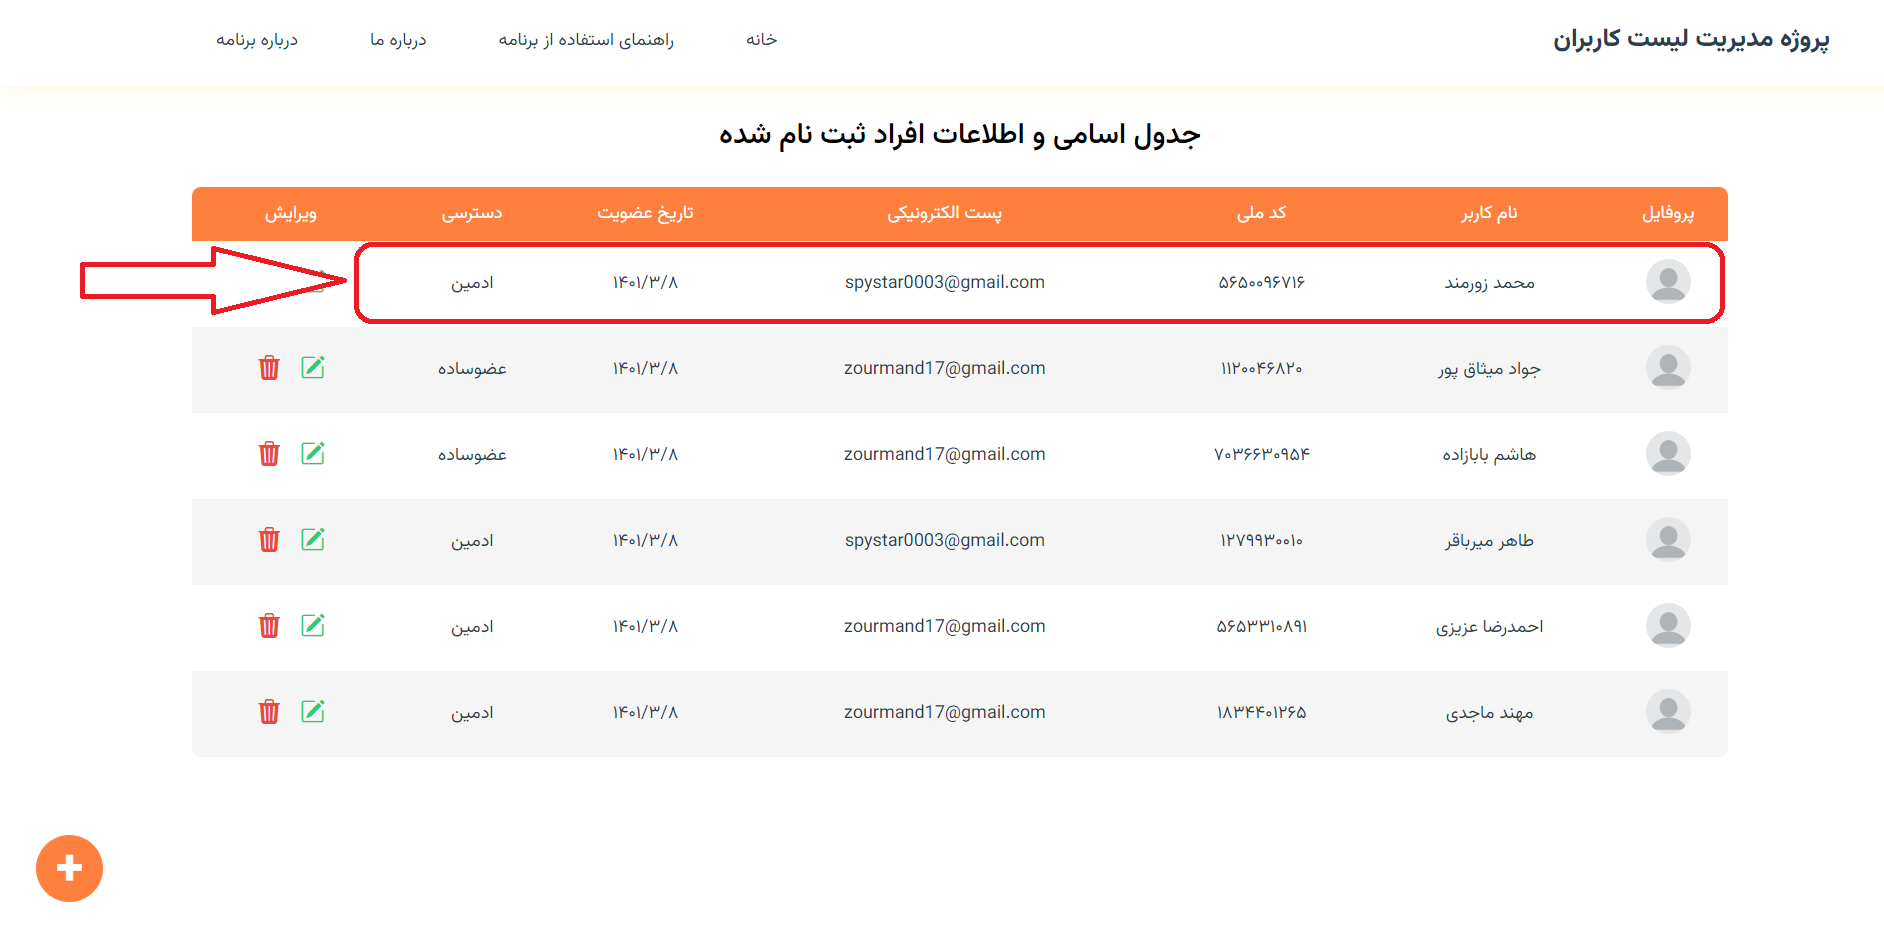 پروژه مدیریت لیست کاربران
خانه راهنمای استفاده از برنامه درباره ما درباره برنامه
جدول اسامی و اطلاعات افراد ثبت نام شده
پروفایل نام کاربر کد ملی پست الکترونیکی تاریخ عضویت دسترسی ویرایش
محمد زورمند ۵۶۵۰۰۹۶۷۱۶ spystar0003@gmail.com ۱۴۰۱/۳/۸ ادمین
جواد میثاق پور ۱۱۲۰۰۴۶۸۲۰ zourmand17@gmail.com ۱۴۰۱/۳/۸ عضوساده
هاشم بابازاده ۷۰۳۶۶۳۰۹۵۴ zourmand17@gmail.com ۱۴۰۱/۳/۸ عضوساده
طاهر میرباقر ۱۲۷۹۹۳۰۰۱۰ spystar0003@gmail.com ۱۴۰۱/۳/۸ ادمین
احمدرضا عزیزی ۵۶۵۳۳۱۰۸۹۱ zourmand17@gmail.com ۱۴۰۱/۳/۸ ادمین
مهند ماجدی ۱۸۳۴۴۰۱۲۶۵ zourmand17@gmail.com ۱۴۰۱/۳/۸ ادمین